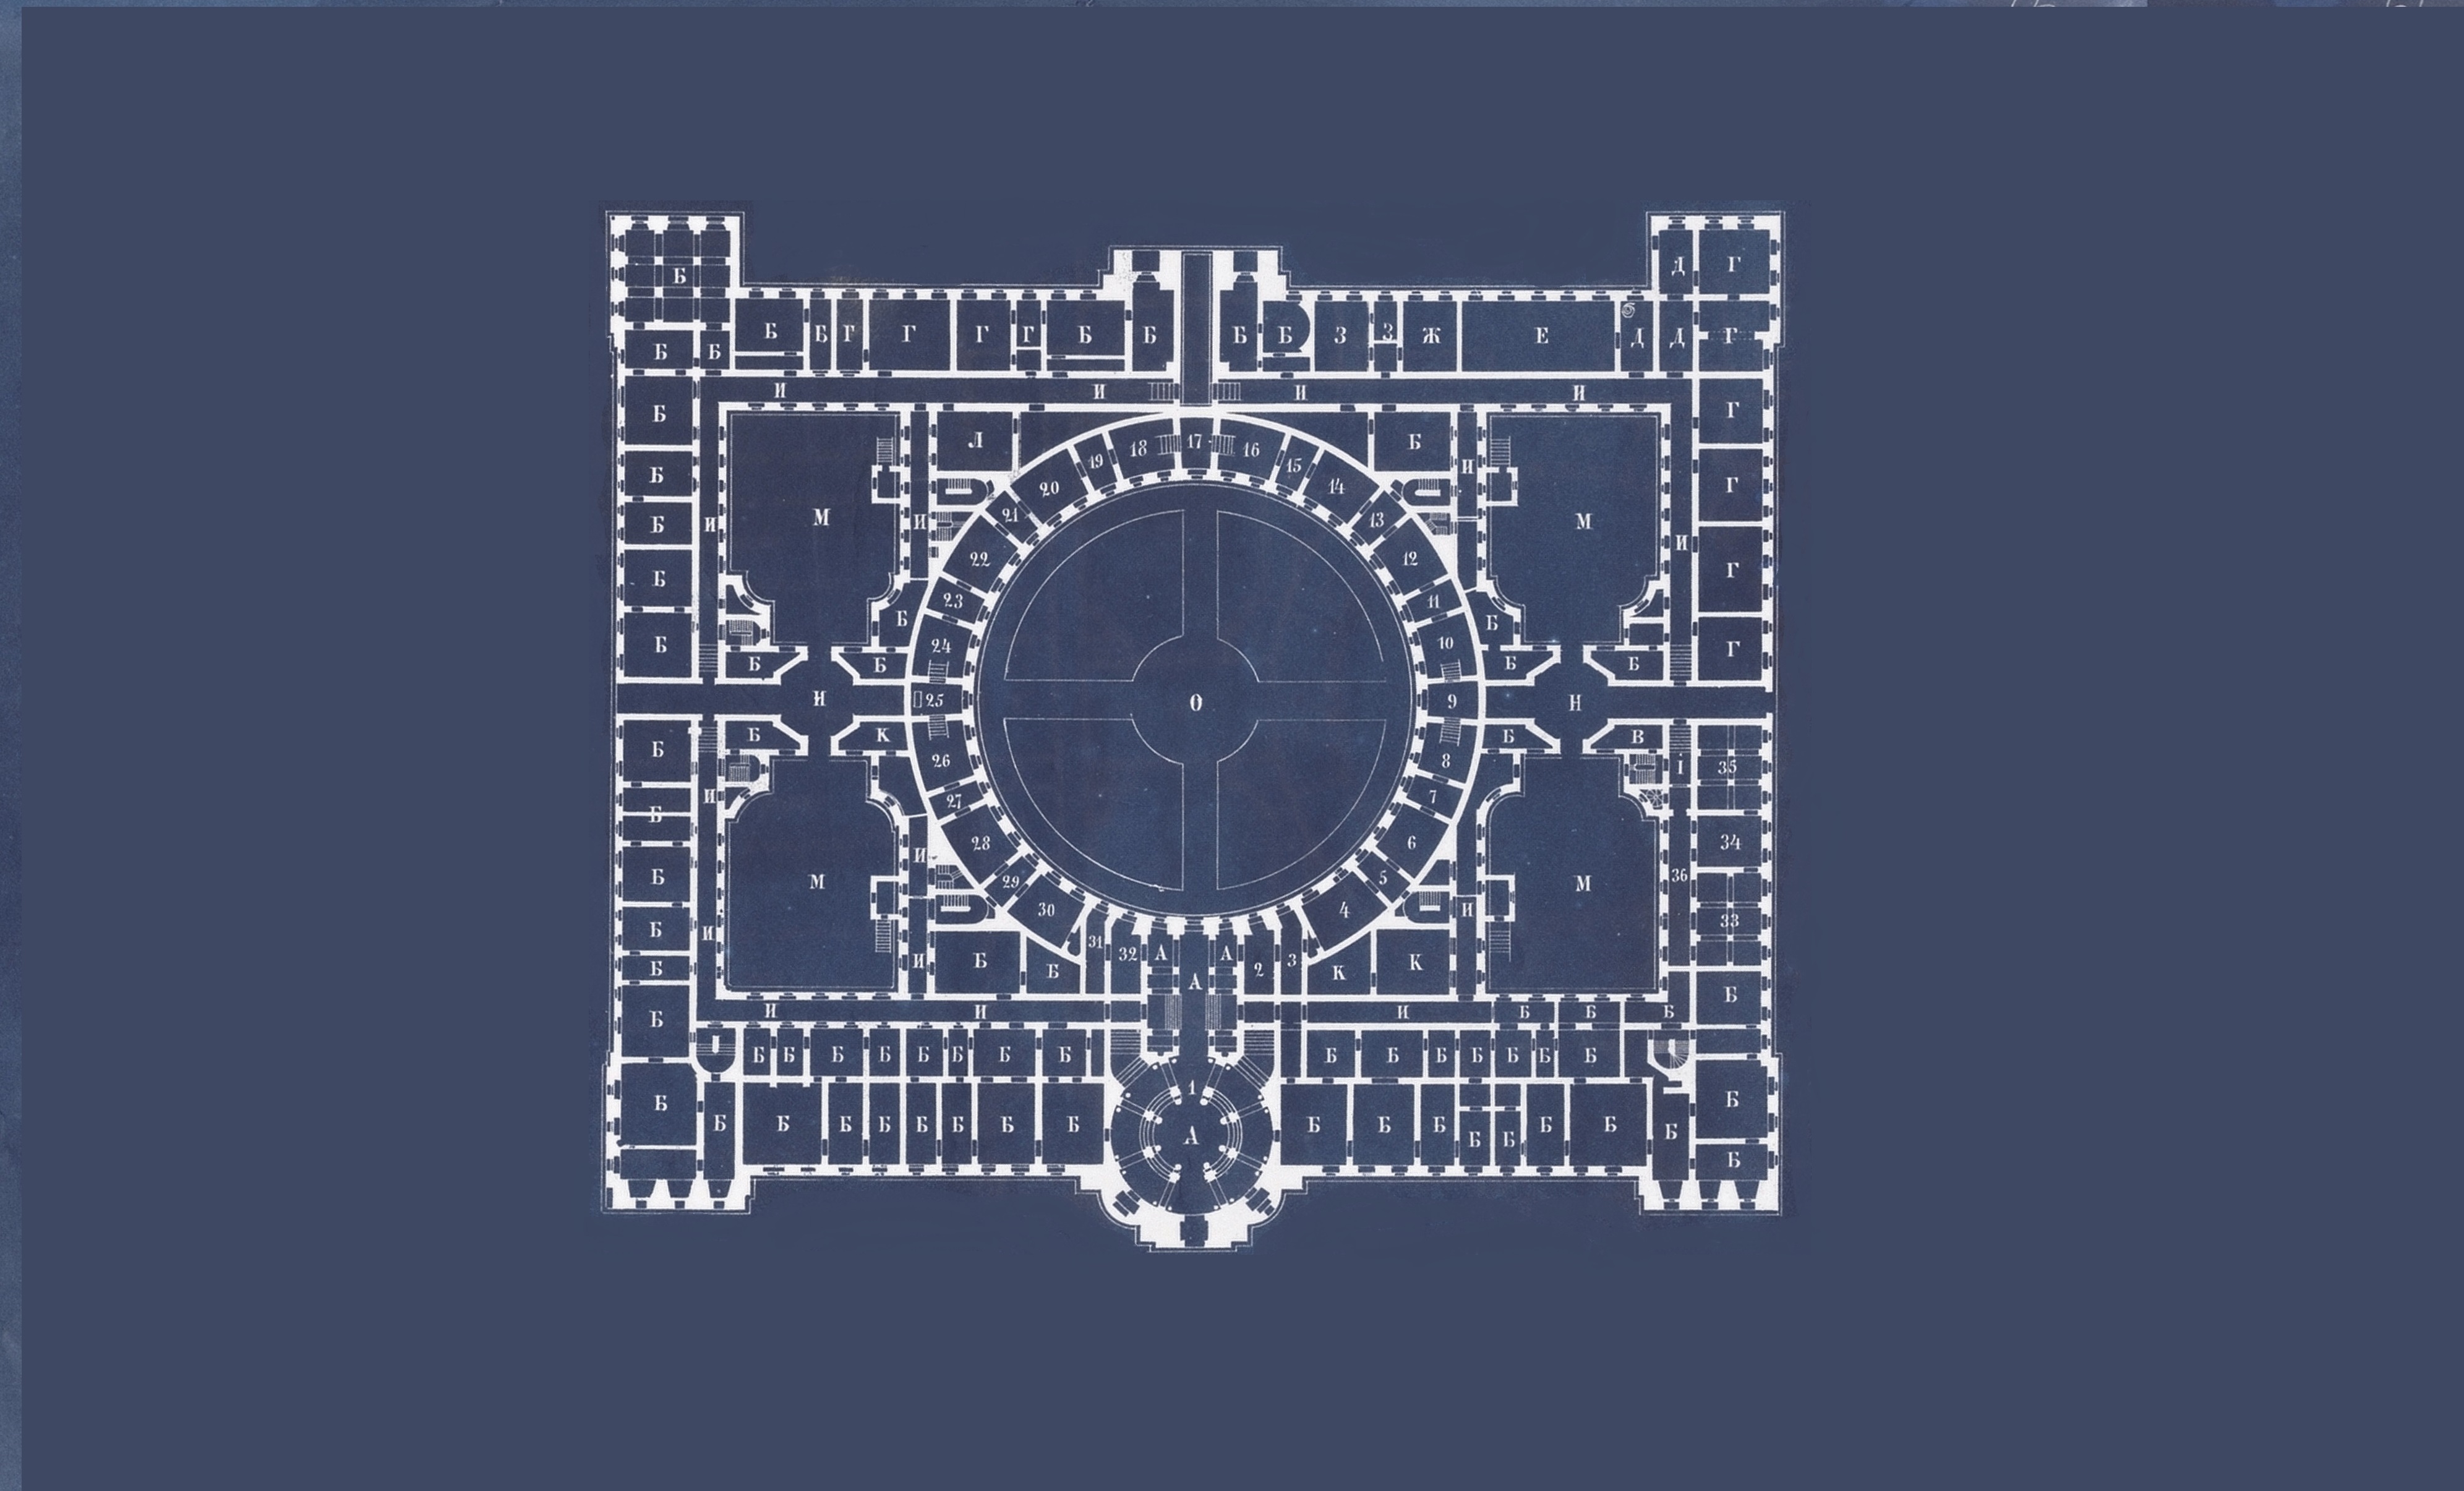 Д Г
Б
Б Б Г Г Г Г Б Б Б Б З З Ж Е Д Д Г
Б Б
И И И И
Б Л Б Г
17
18 16
19 15
И И
Б 20 14 Г
21 13
Б И М И М И
22 12
Б Г
23 11
Б Б
Б 24 10 Г
Б Б Б Б
И 25 О 9 Н
Б Б К Б В
26 8 I 35
И 27 7
Б
28 6 34
И
Б М 29 5 М 36
30 4 И
Б И 31 33
Б И Б Б 32 А А А 2 3 К К
Б Б
Б И И И Б Б Б
Б Б Б Б Б Б Б Б Б Б Б Б Б Б Б
1
Б Б
Б Б Б Б Б Б Б Б А Б Б Б Б Б Б Б Б
Б